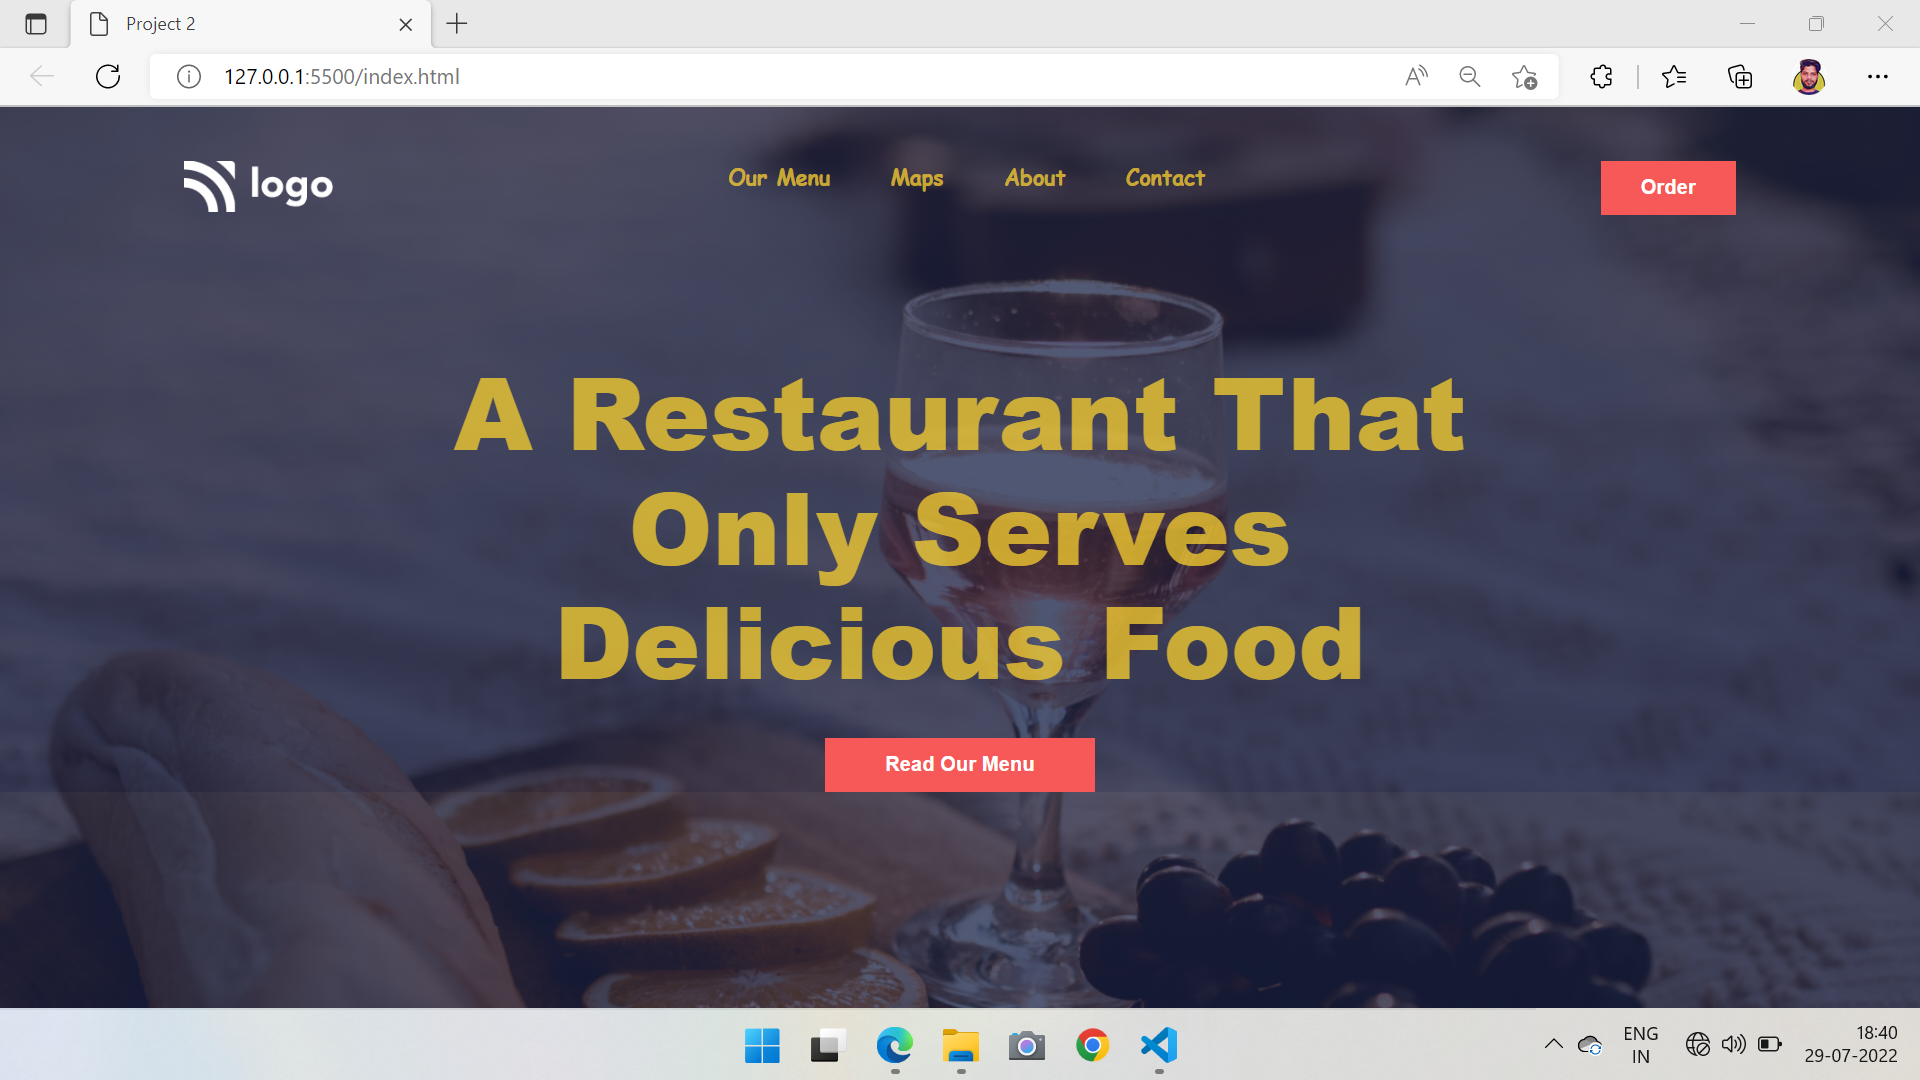 Project 2
127.0.0.1:5500/index.html
logo
Our Menu
Maps
About
Contact
Order
A Restaurant That
Only Serves
Delicious Food
Read Our Menu
ENG
IN
18:40
29-07-2022